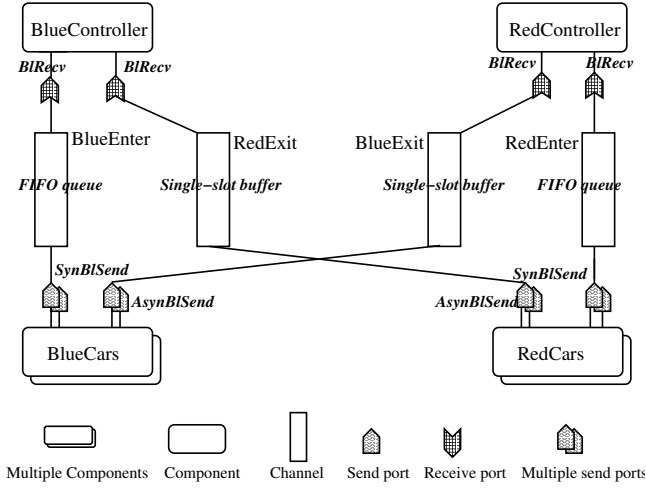 BlueController
RedController
BlRecv
BlRecv
BlRecv
BlRecv
BlueEnter
RedExit
BlueExit
RedEnter
FIFO queue
Single-slot buffer
Single-slot buffer
FIFO queue
SynBlSend
SynBlSend
AsynBlSend
AsynBlSend
BlueCars
RedCars
Multiple Components
Component
Channel
Send port
Receive port
Multiple send ports